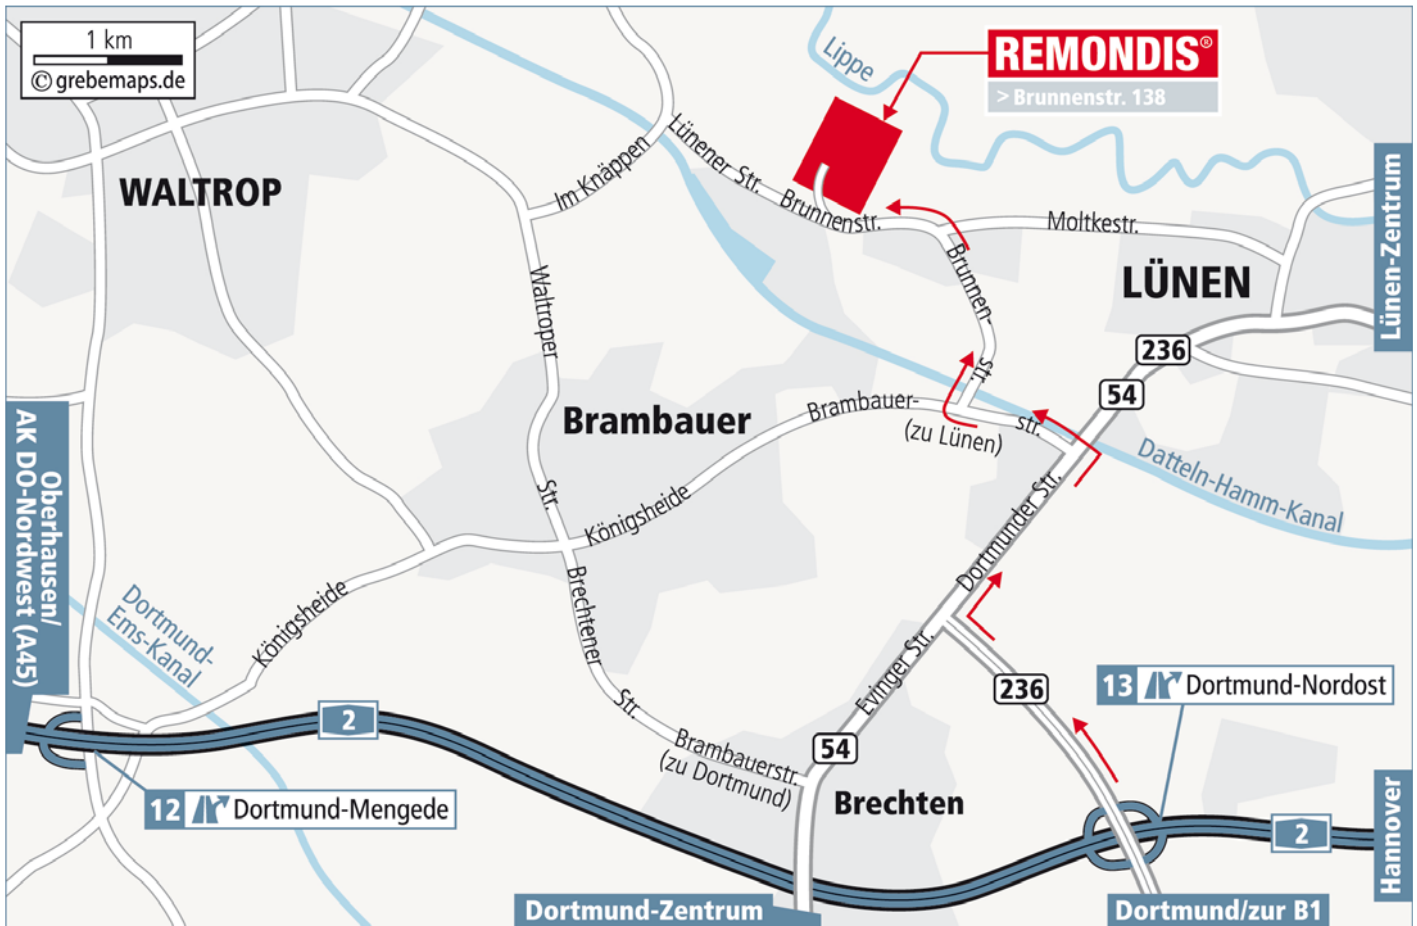 1 km
© grebemaps.de
REMONDIS®
> Brunnenstr. 138
Lippe
WALTROP
Im Knäppen
Lünener Str.
Brunnenstr.
Moltkestr.
Lünen-Zentrum
LÜNEN
Brunnen-
str.
Waltroper
Str.
236
54
Brambauer
Brambauer-
str.
(zu Lünen)
Datteln-Hamm-Kanal
AK DO-Nordwest (A45)
Oberhausen/
Königsheide
Dortmunder Str.
Dortmund-
Ems-Kanal
Königsheide
Brechtener
Str.
Evinger Str.
236
13 Dortmund-Nordost
2
54
Brambauerstr.
(zu Dortmund)
12 Dortmund-Mengede
Brechten
2
Hannover
Dortmund-Zentrum
Dortmund/zur B1